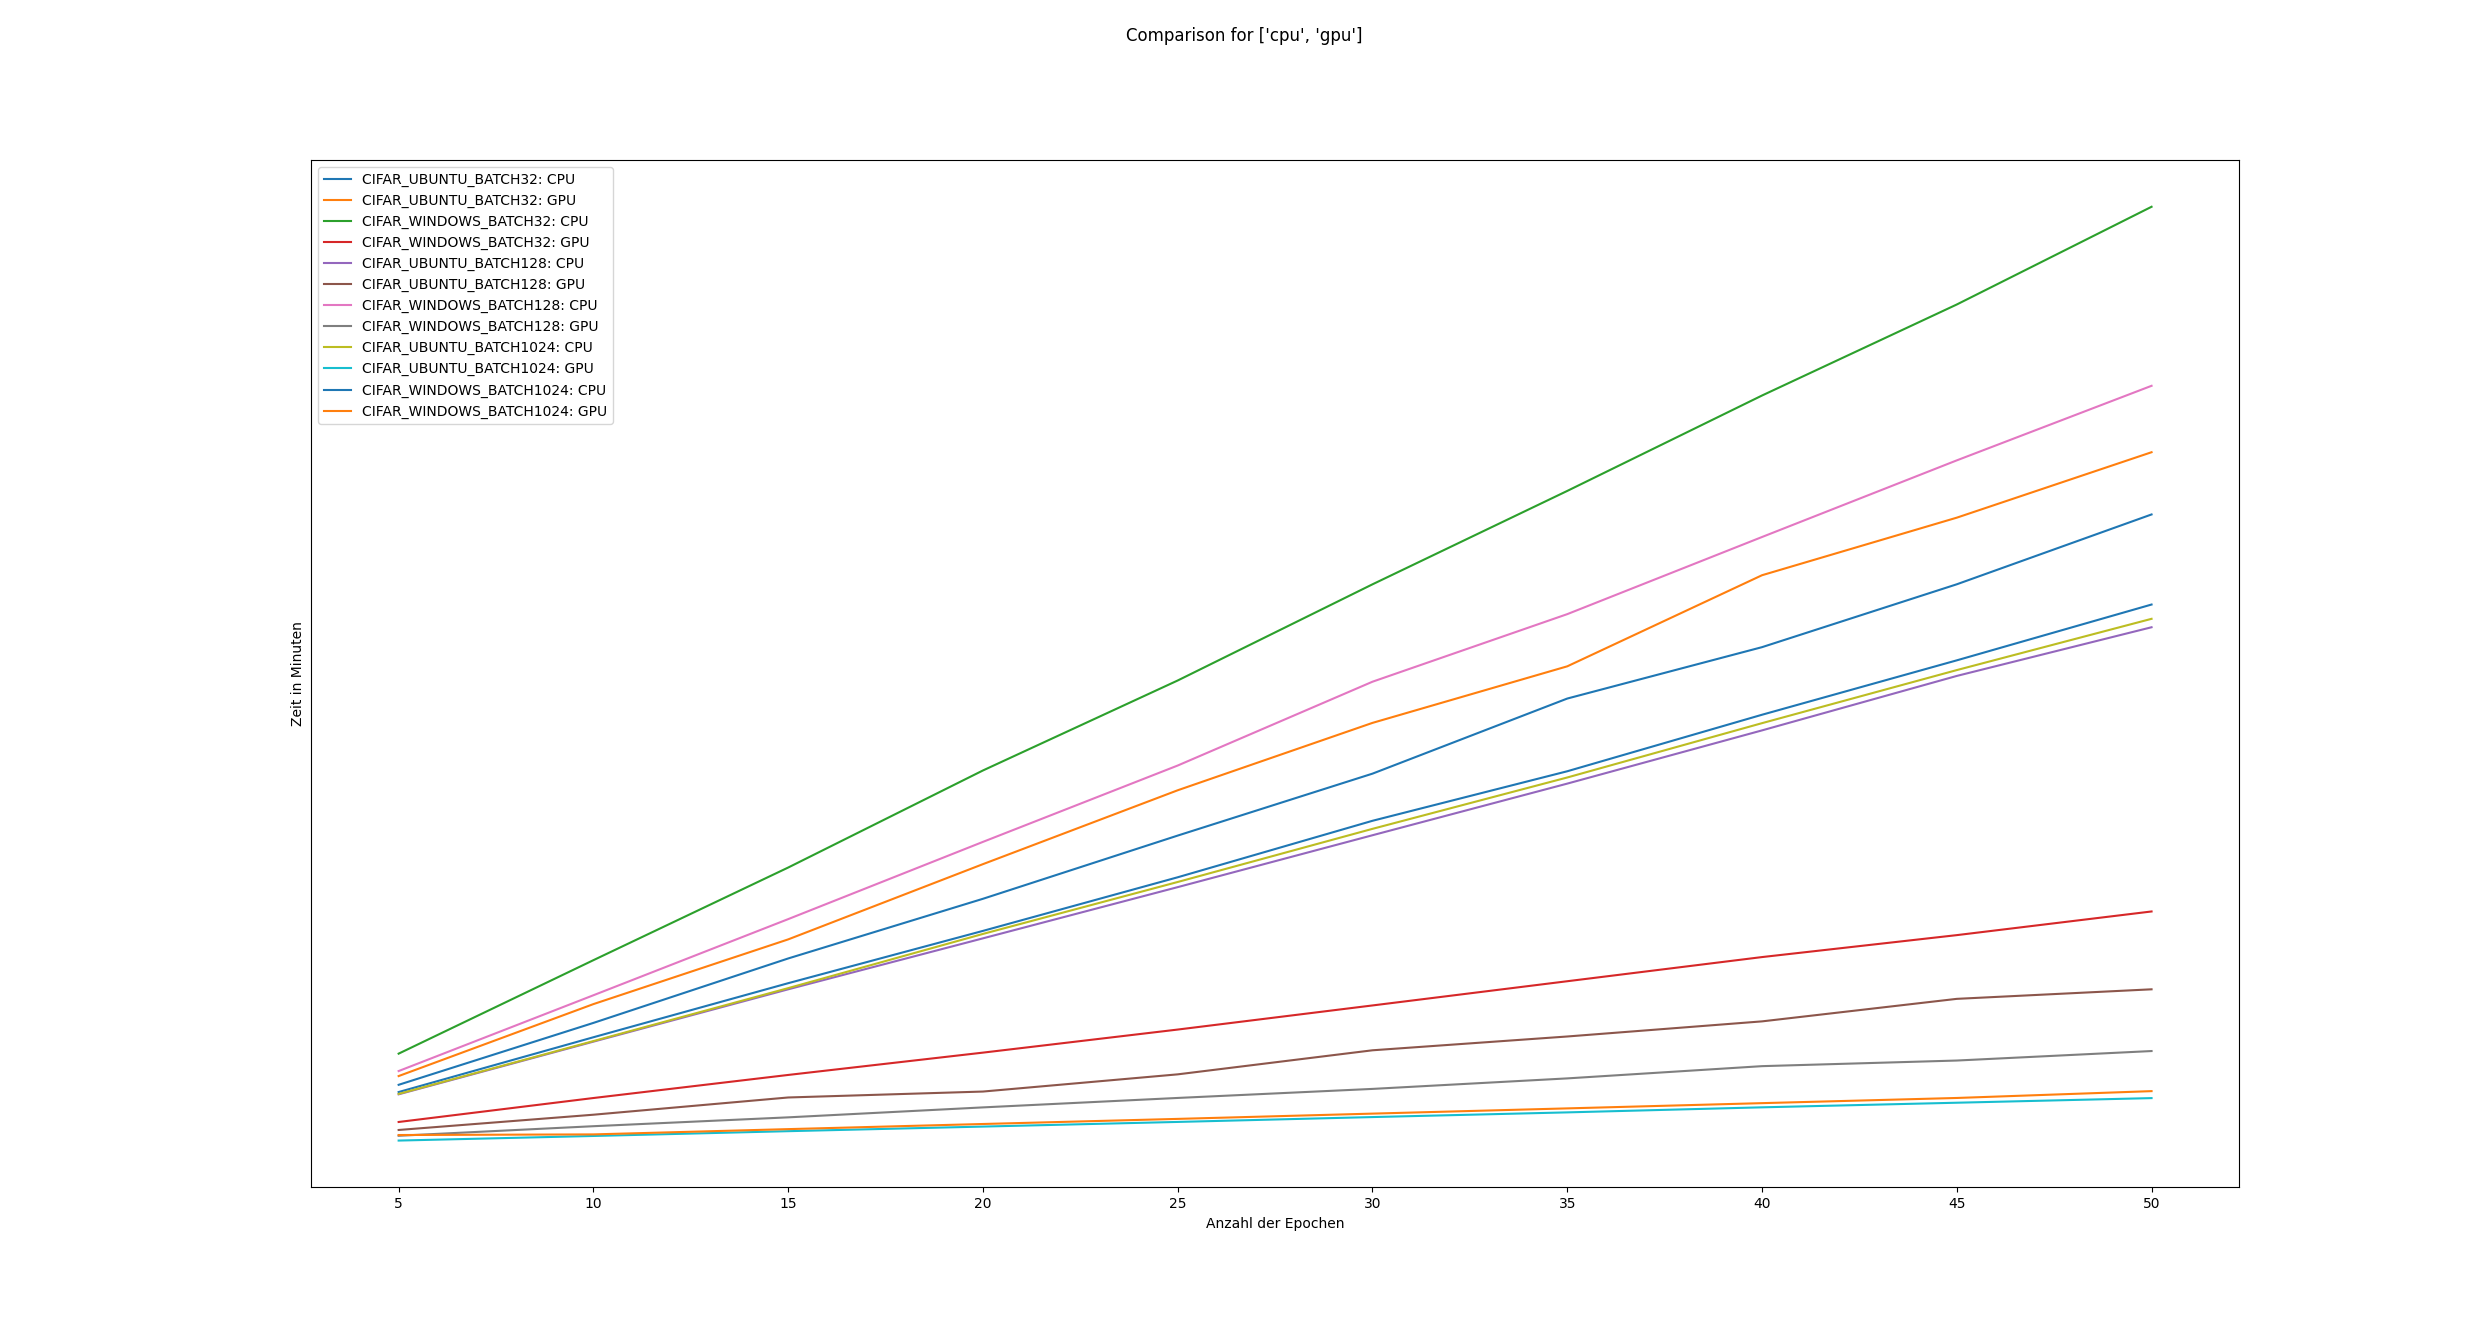 Comparison for ['cpu', 'gpu']
CIFAR_UBUNTU_BATCH32: CPU
CIFAR_UBUNTU_BATCH32: GPU
CIFAR_WINDOWS_BATCH32: CPU
CIFAR_WINDOWS_BATCH32: GPU
CIFAR_UBUNTU_BATCH128: CPU
CIFAR_UBUNTU_BATCH128: GPU
CIFAR_WINDOWS_BATCH128: CPU
CIFAR_WINDOWS_BATCH128: GPU
CIFAR_UBUNTU_BATCH1024: CPU
CIFAR_UBUNTU_BATCH1024: GPU
CIFAR_WINDOWS_BATCH1024: CPU
CIFAR_WINDOWS_BATCH1024: GPU
Zeit in Minuten
5 10 15 20 25 30 35 40 45 50
Anzahl der Epochen